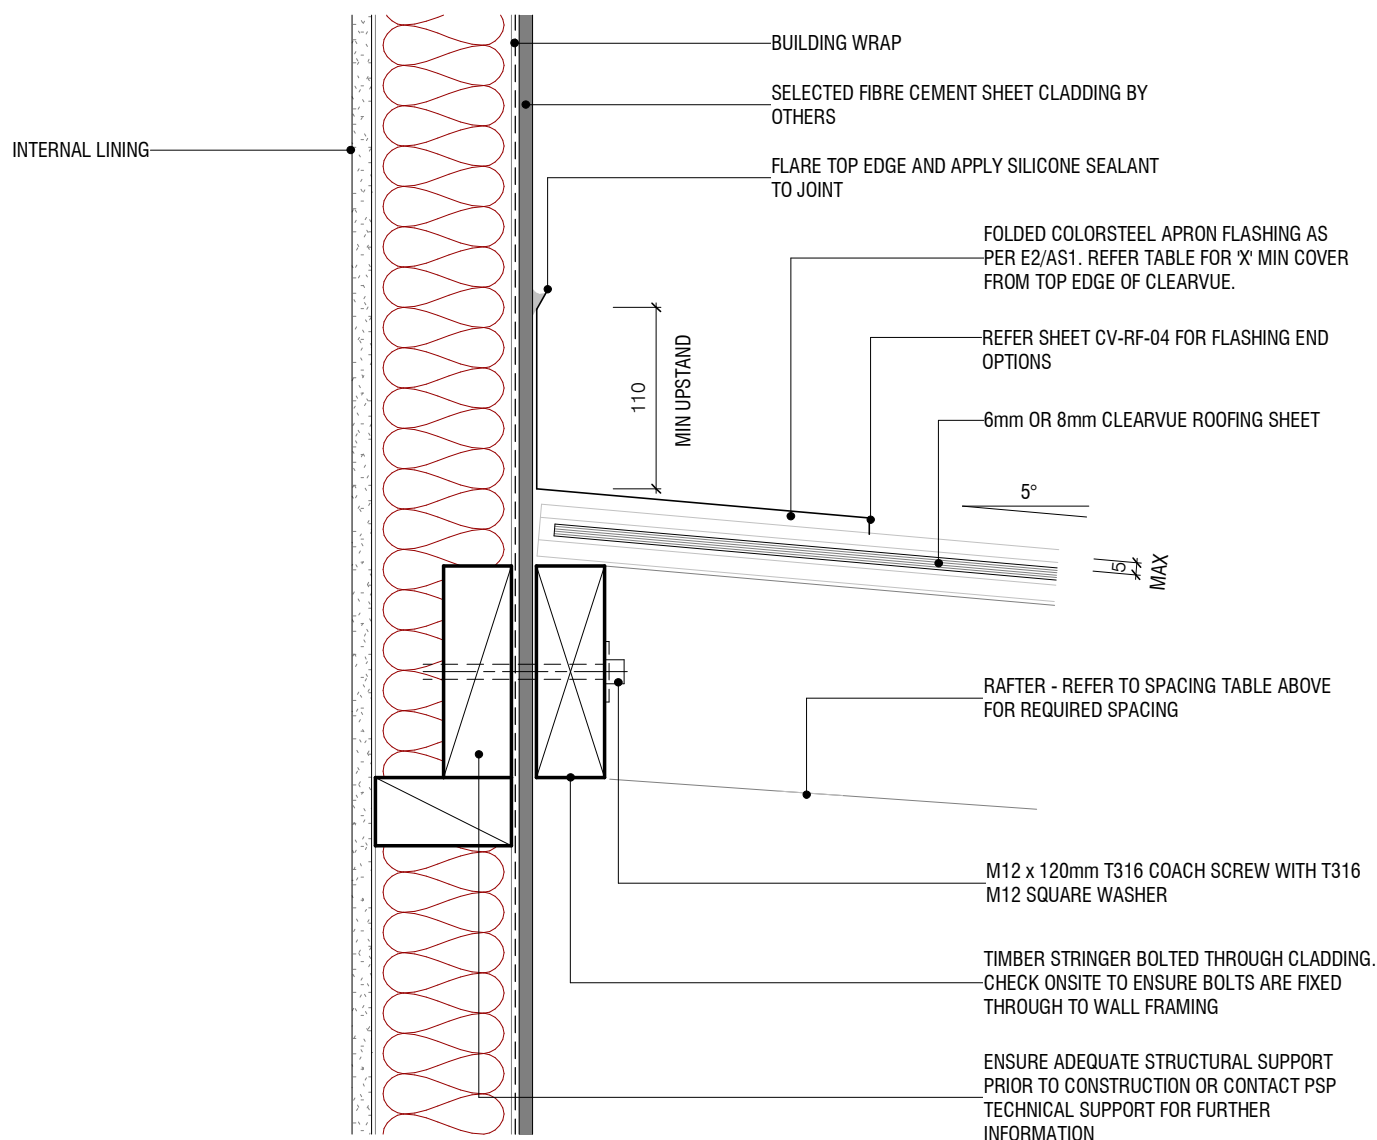 BUILDING WRAP
SELECTED FIBRE CEMENT SHEET CLADDING BY
OTHERS
INTERNAL LINING
FLARE TOP EDGE AND APPLY SILICONE SEALANT
TO JOINT
FOLDED COLORSTEEL APRON FLASHING AS
PER E2/AS1. REFER TABLE FOR 'X' MIN COVER
FROM TOP EDGE OF CLEARVUE.
REFER SHEET CV-RF-04 FOR FLASHING END
OPTIONS
110
MIN UPSTAND
6mm OR 8mm CLEARVUE ROOFING SHEET
5°
5
MAX
RAFTER - REFER TO SPACING TABLE ABOVE
FOR REQUIRED SPACING
M12 x 120mm T316 COACH SCREW WITH T316
M12 SQUARE WASHER
TIMBER STRINGER BOLTED THROUGH CLADDING.
CHECK ONSITE TO ENSURE BOLTS ARE FIXED
THROUGH TO WALL FRAMING
ENSURE ADEQUATE STRUCTURAL SUPPORT
PRIOR TO CONSTRUCTION OR CONTACT PSP
TECHNICAL SUPPORT FOR FURTHER
INFORMATION